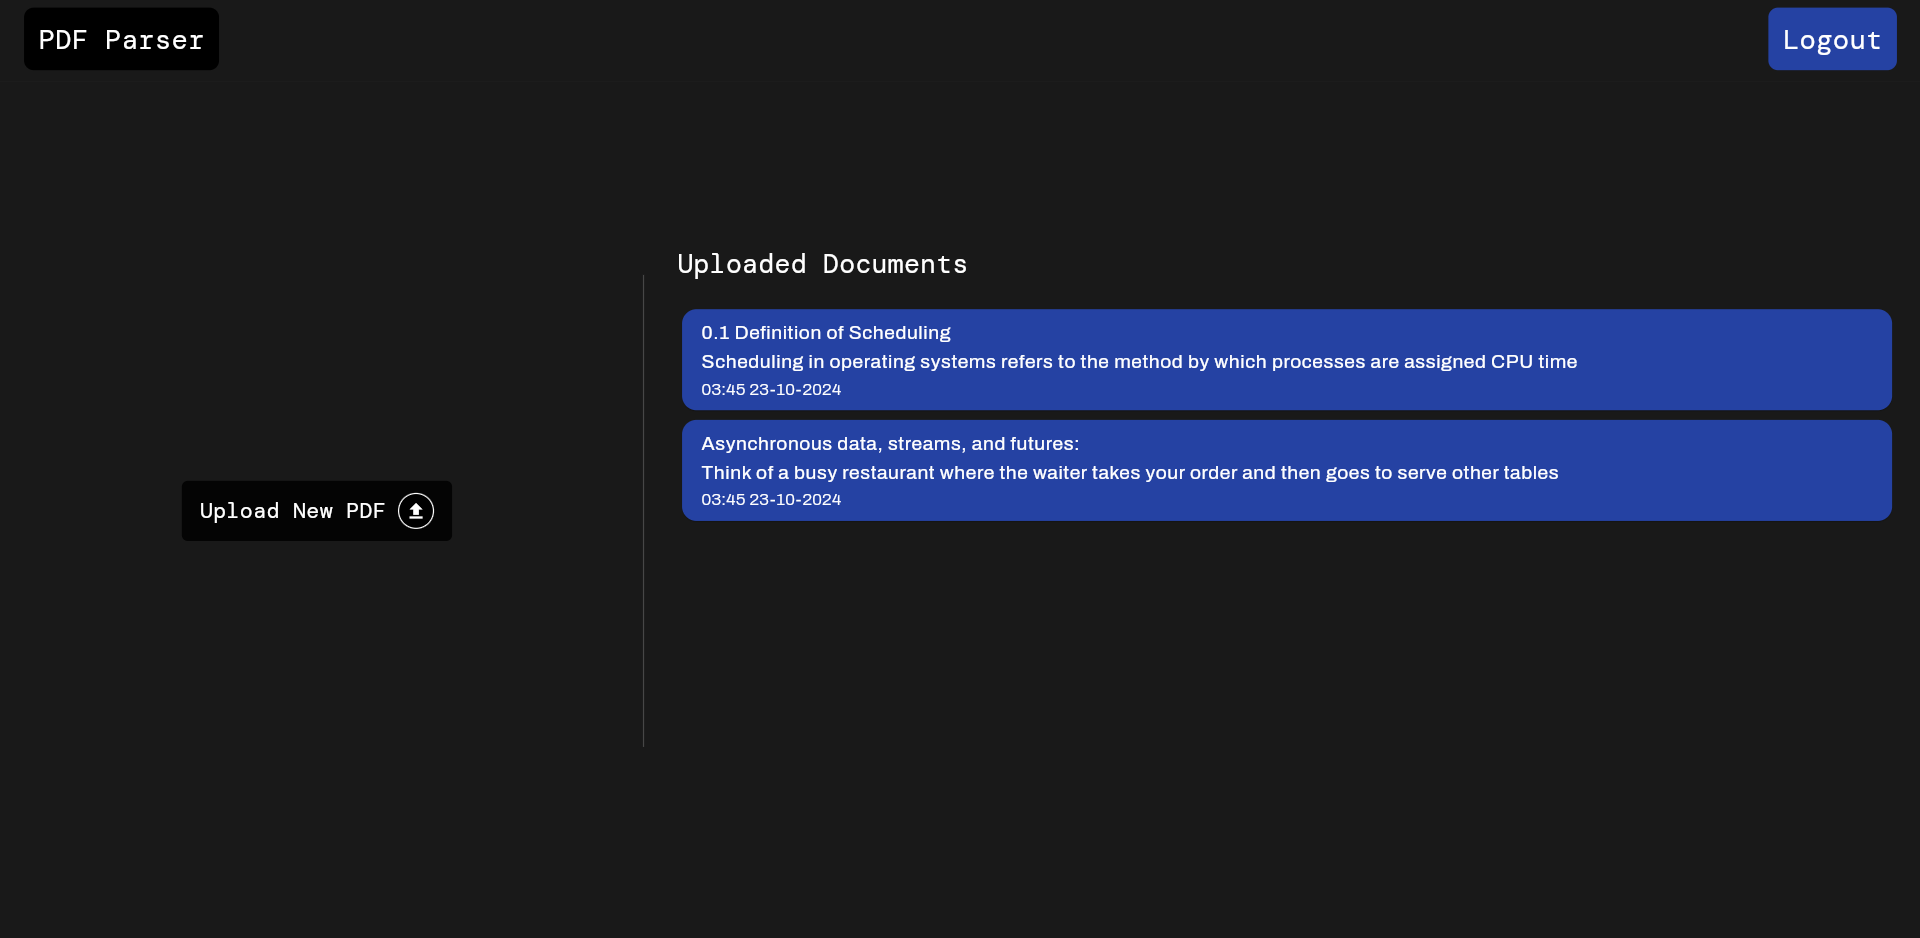 PDF Parser
Logout
Uploaded Documents
0.1 Definition of Scheduling
Scheduling in operating systems refers to the method by which processes are assigned CPU time
03:45 23-10-2024
Asynchronous data, streams, and futures:
Think of a busy restaurant where the waiter takes your order and then goes to serve other tables
03:45 23-10-2024
Upload New PDF